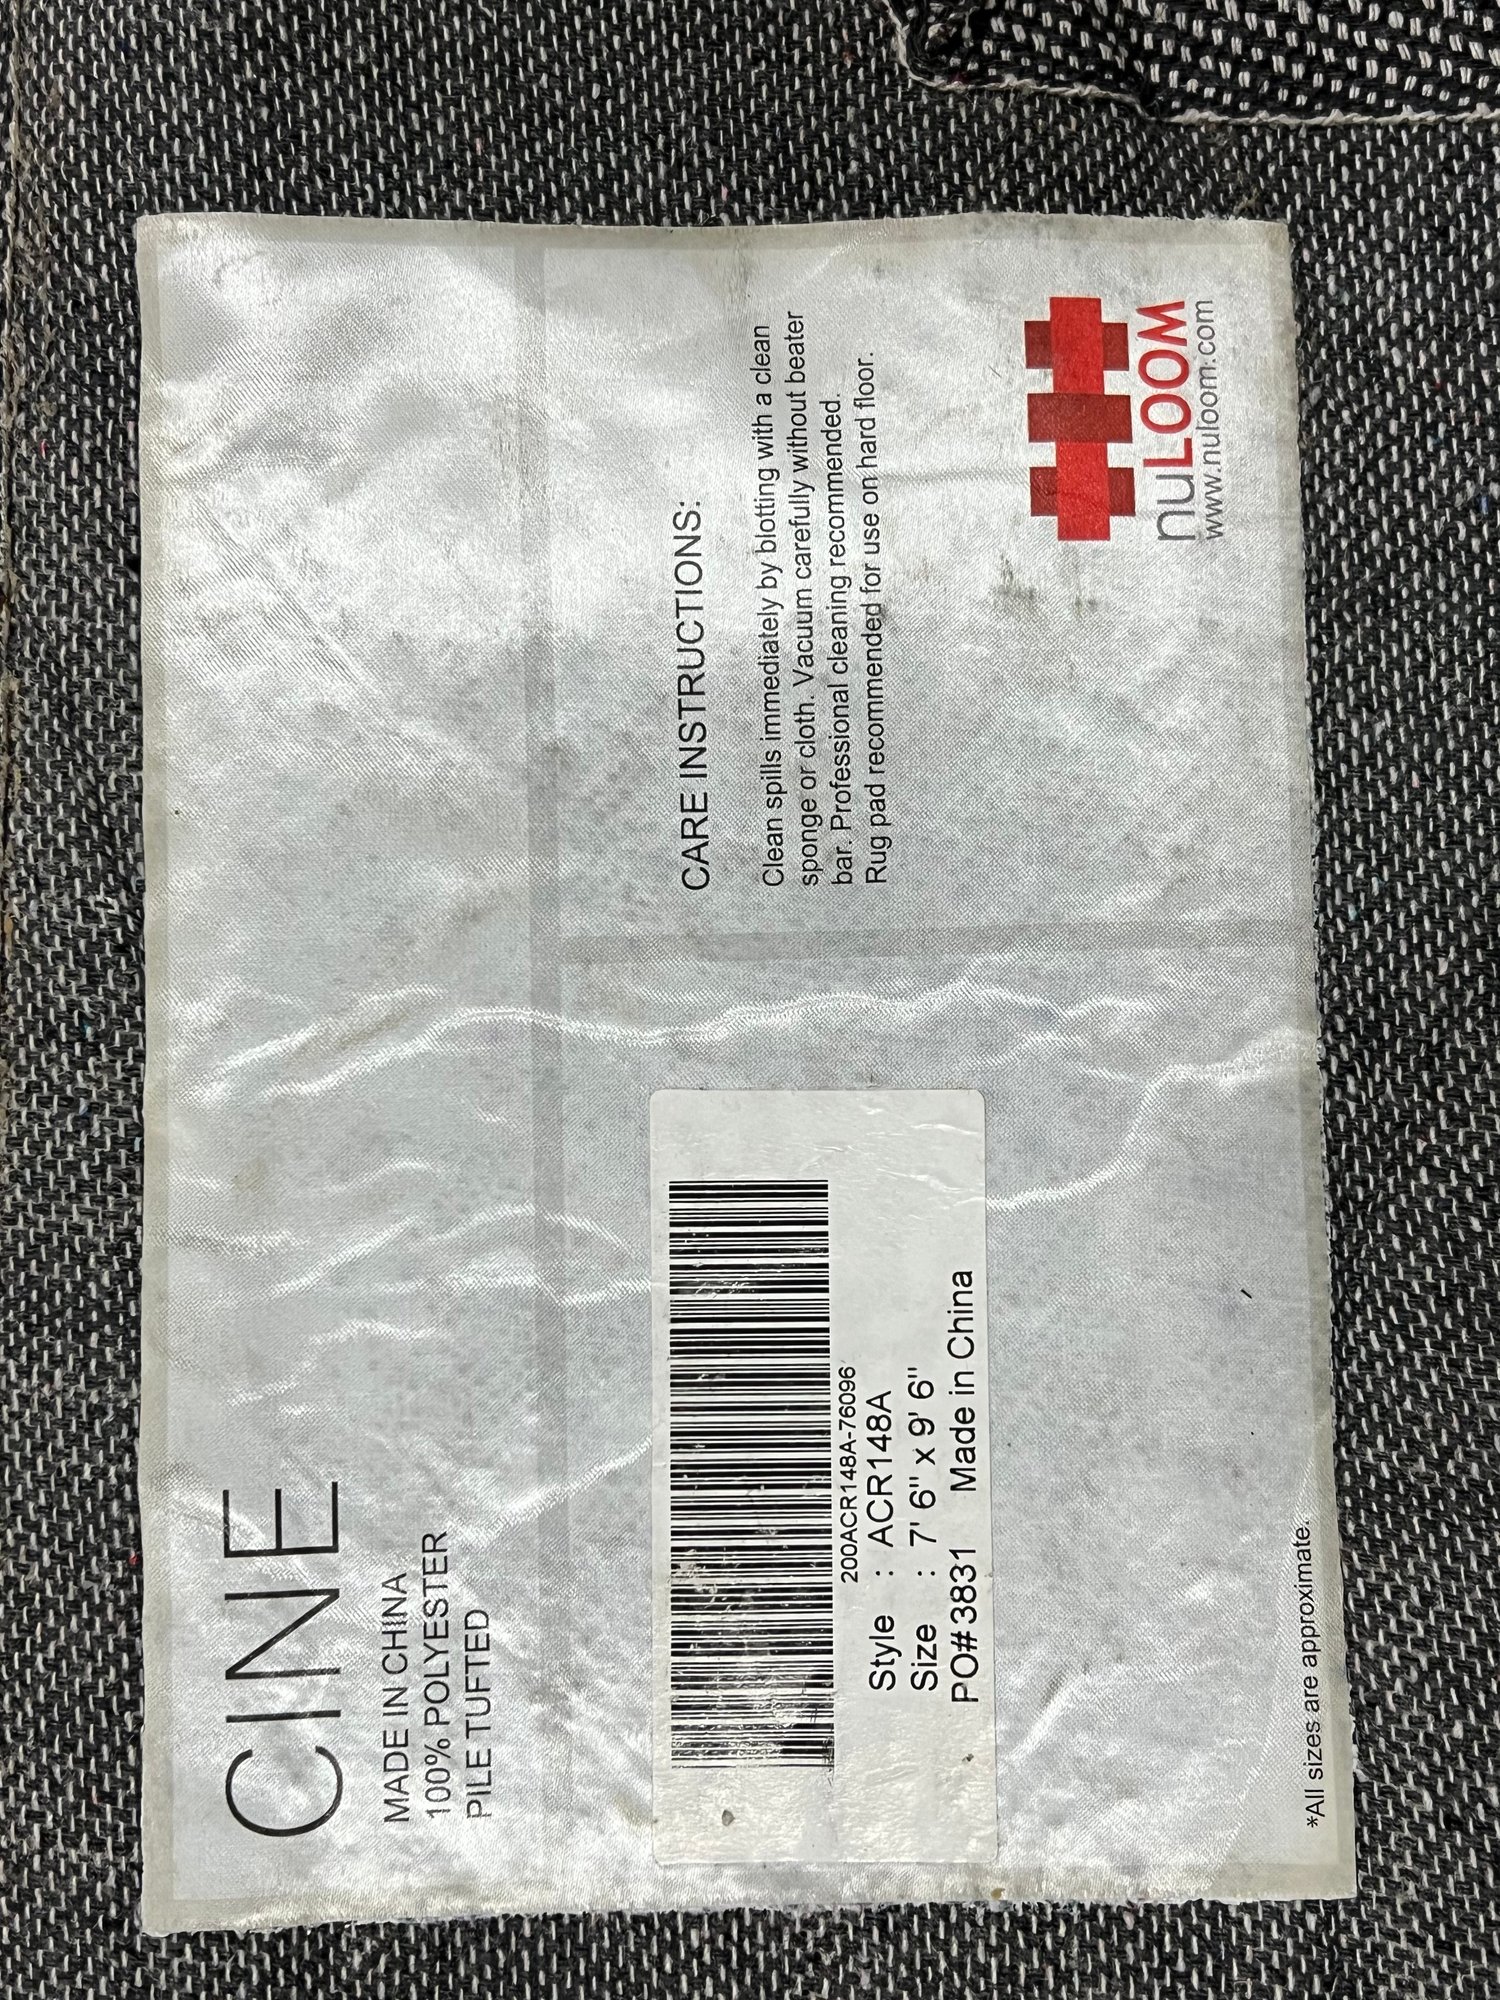 CINE
MADE IN CHINA
100% POLYESTER
PILE TUFTED
200ACR148A-76096
Style : ACR148A
Size : 7' 6" x 9' 6"
PO#3831 Made in China
*All sizes are approximate.
CARE INSTRUCTIONS:
Clean spills immediately by blotting with a clean
sponge or cloth. Vacuum carefully without beater
bar. Professional cleaning recommended.
Rug pad recommended for use on hard floor.
nuLOOM
www.nuloom.com